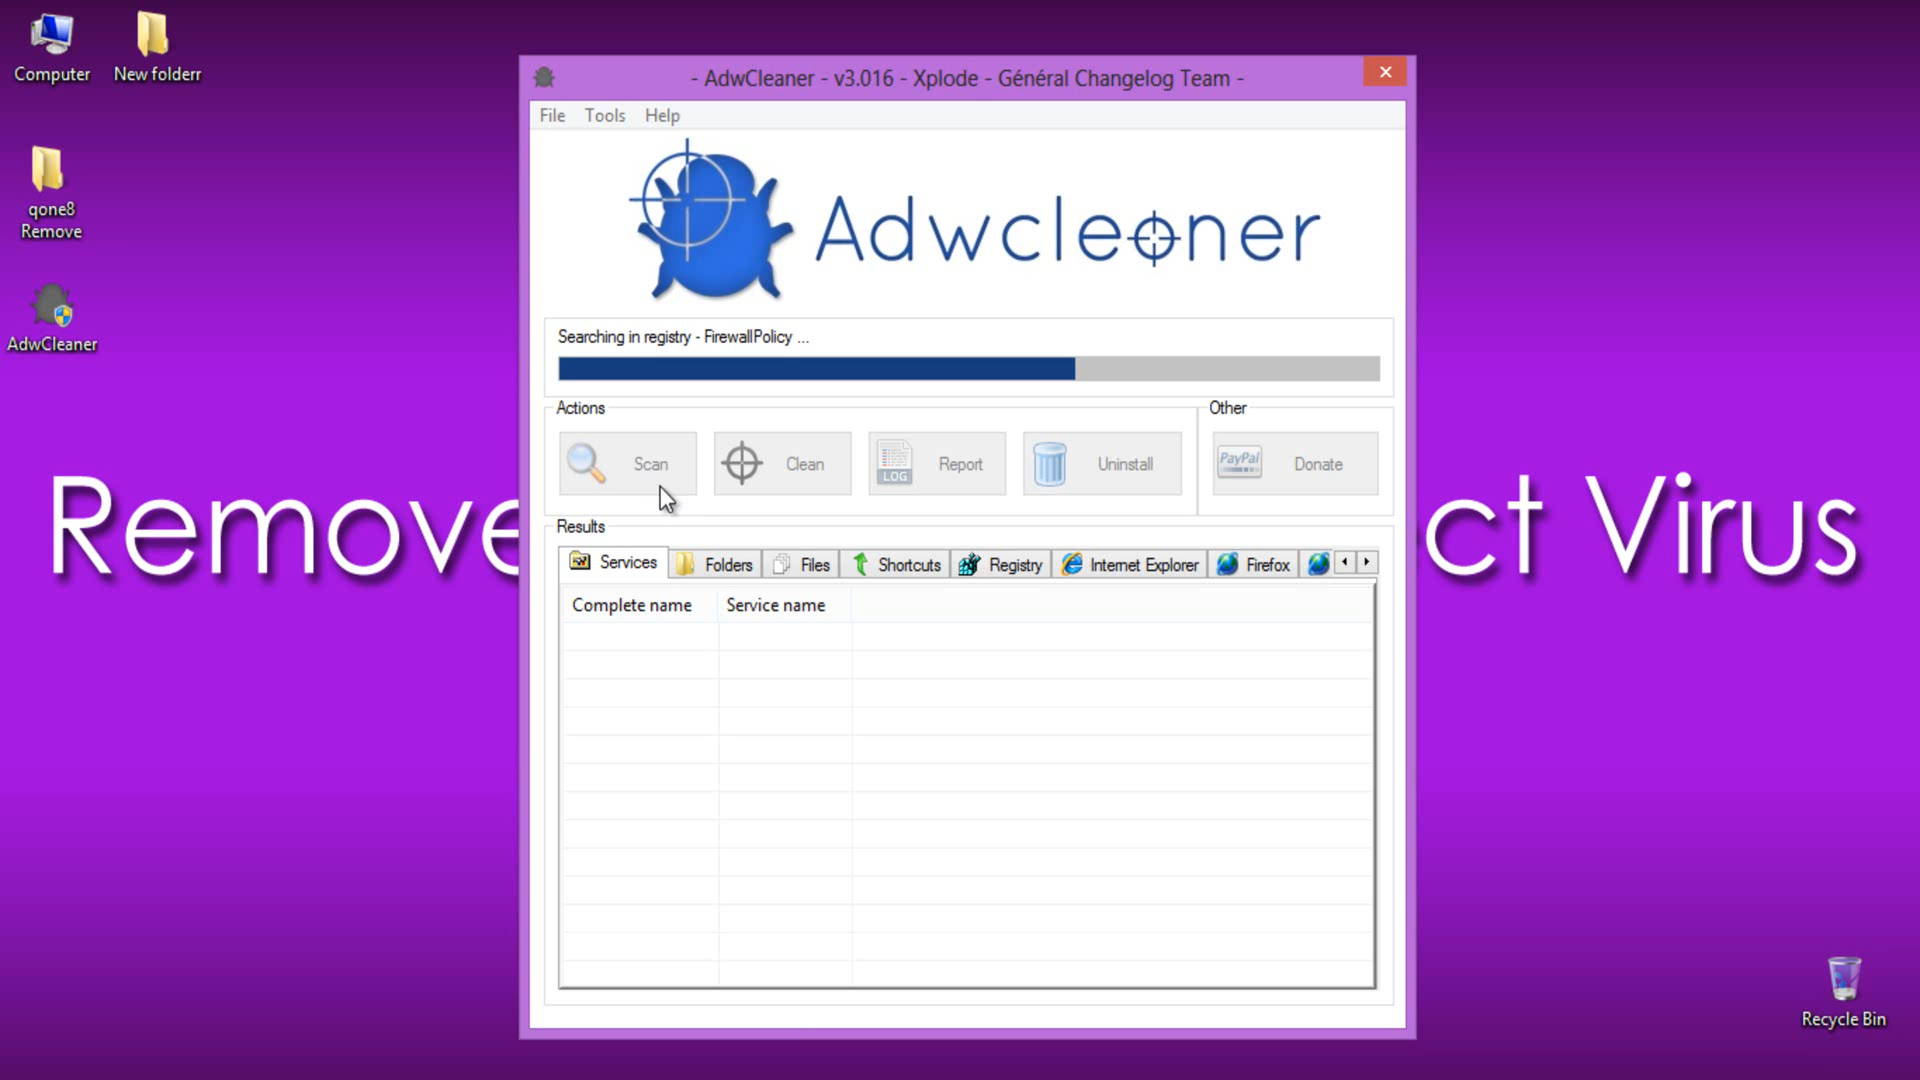 Computer
New folderr
qone8
Remove
AdwCleaner
- AdwCleaner - v3.016 - Xplode - Général Changelog Team -
File Tools Help
Adwcleaner
Searching in registry - FirewallPolicy ...
Actions
Other
Scan
Clean
LOG
Report
Uninstall
PayPal
Donate
Remove
ct Virus
Results
Services
Folders
Files
Shortcuts
Registry
Internet Explorer
Firefox
Complete name
Service name
Recycle Bin